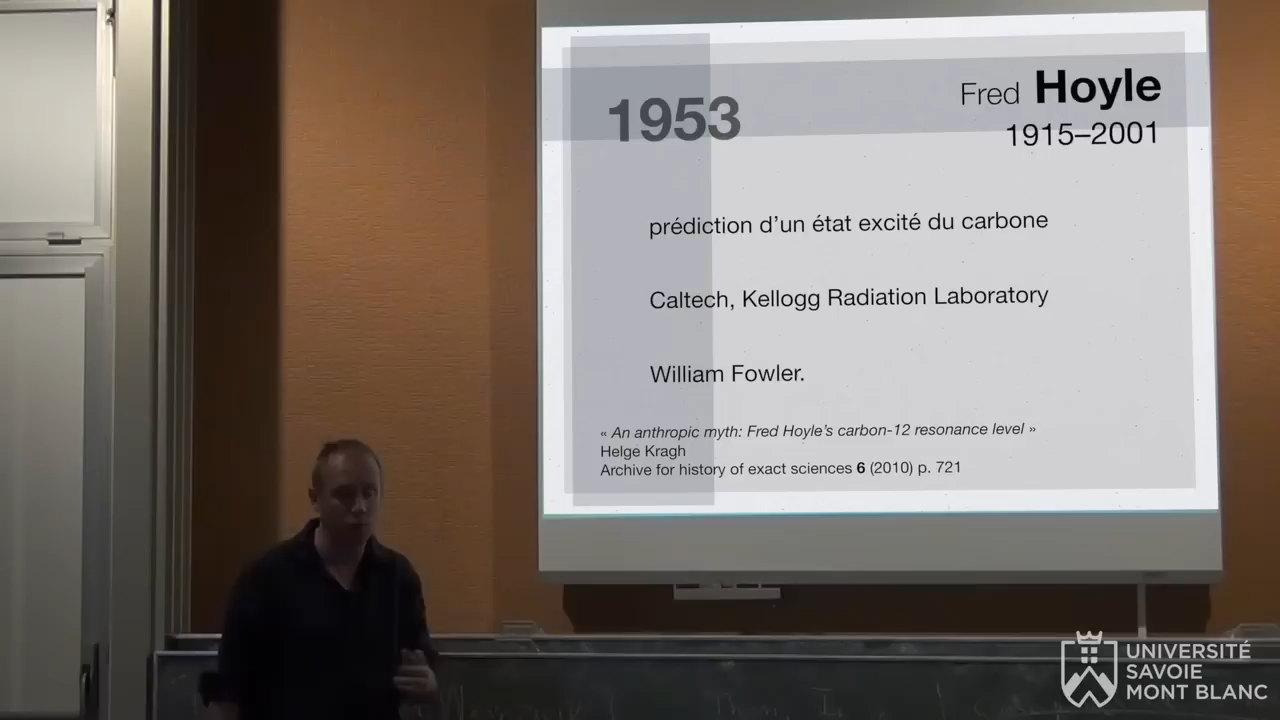 1953
Fred Hoyle
1915–2001
prédiction d’un état excité du carbone
Caltech, Kellogg Radiation Laboratory
William Fowler.
« An anthropic myth: Fred Hoyle’s carbon-12 resonance level »
Helge Kragh
Archive for history of exact sciences 6 (2010) p. 721
UNIVERSITÉ
SAVOIE
MONT BLANC